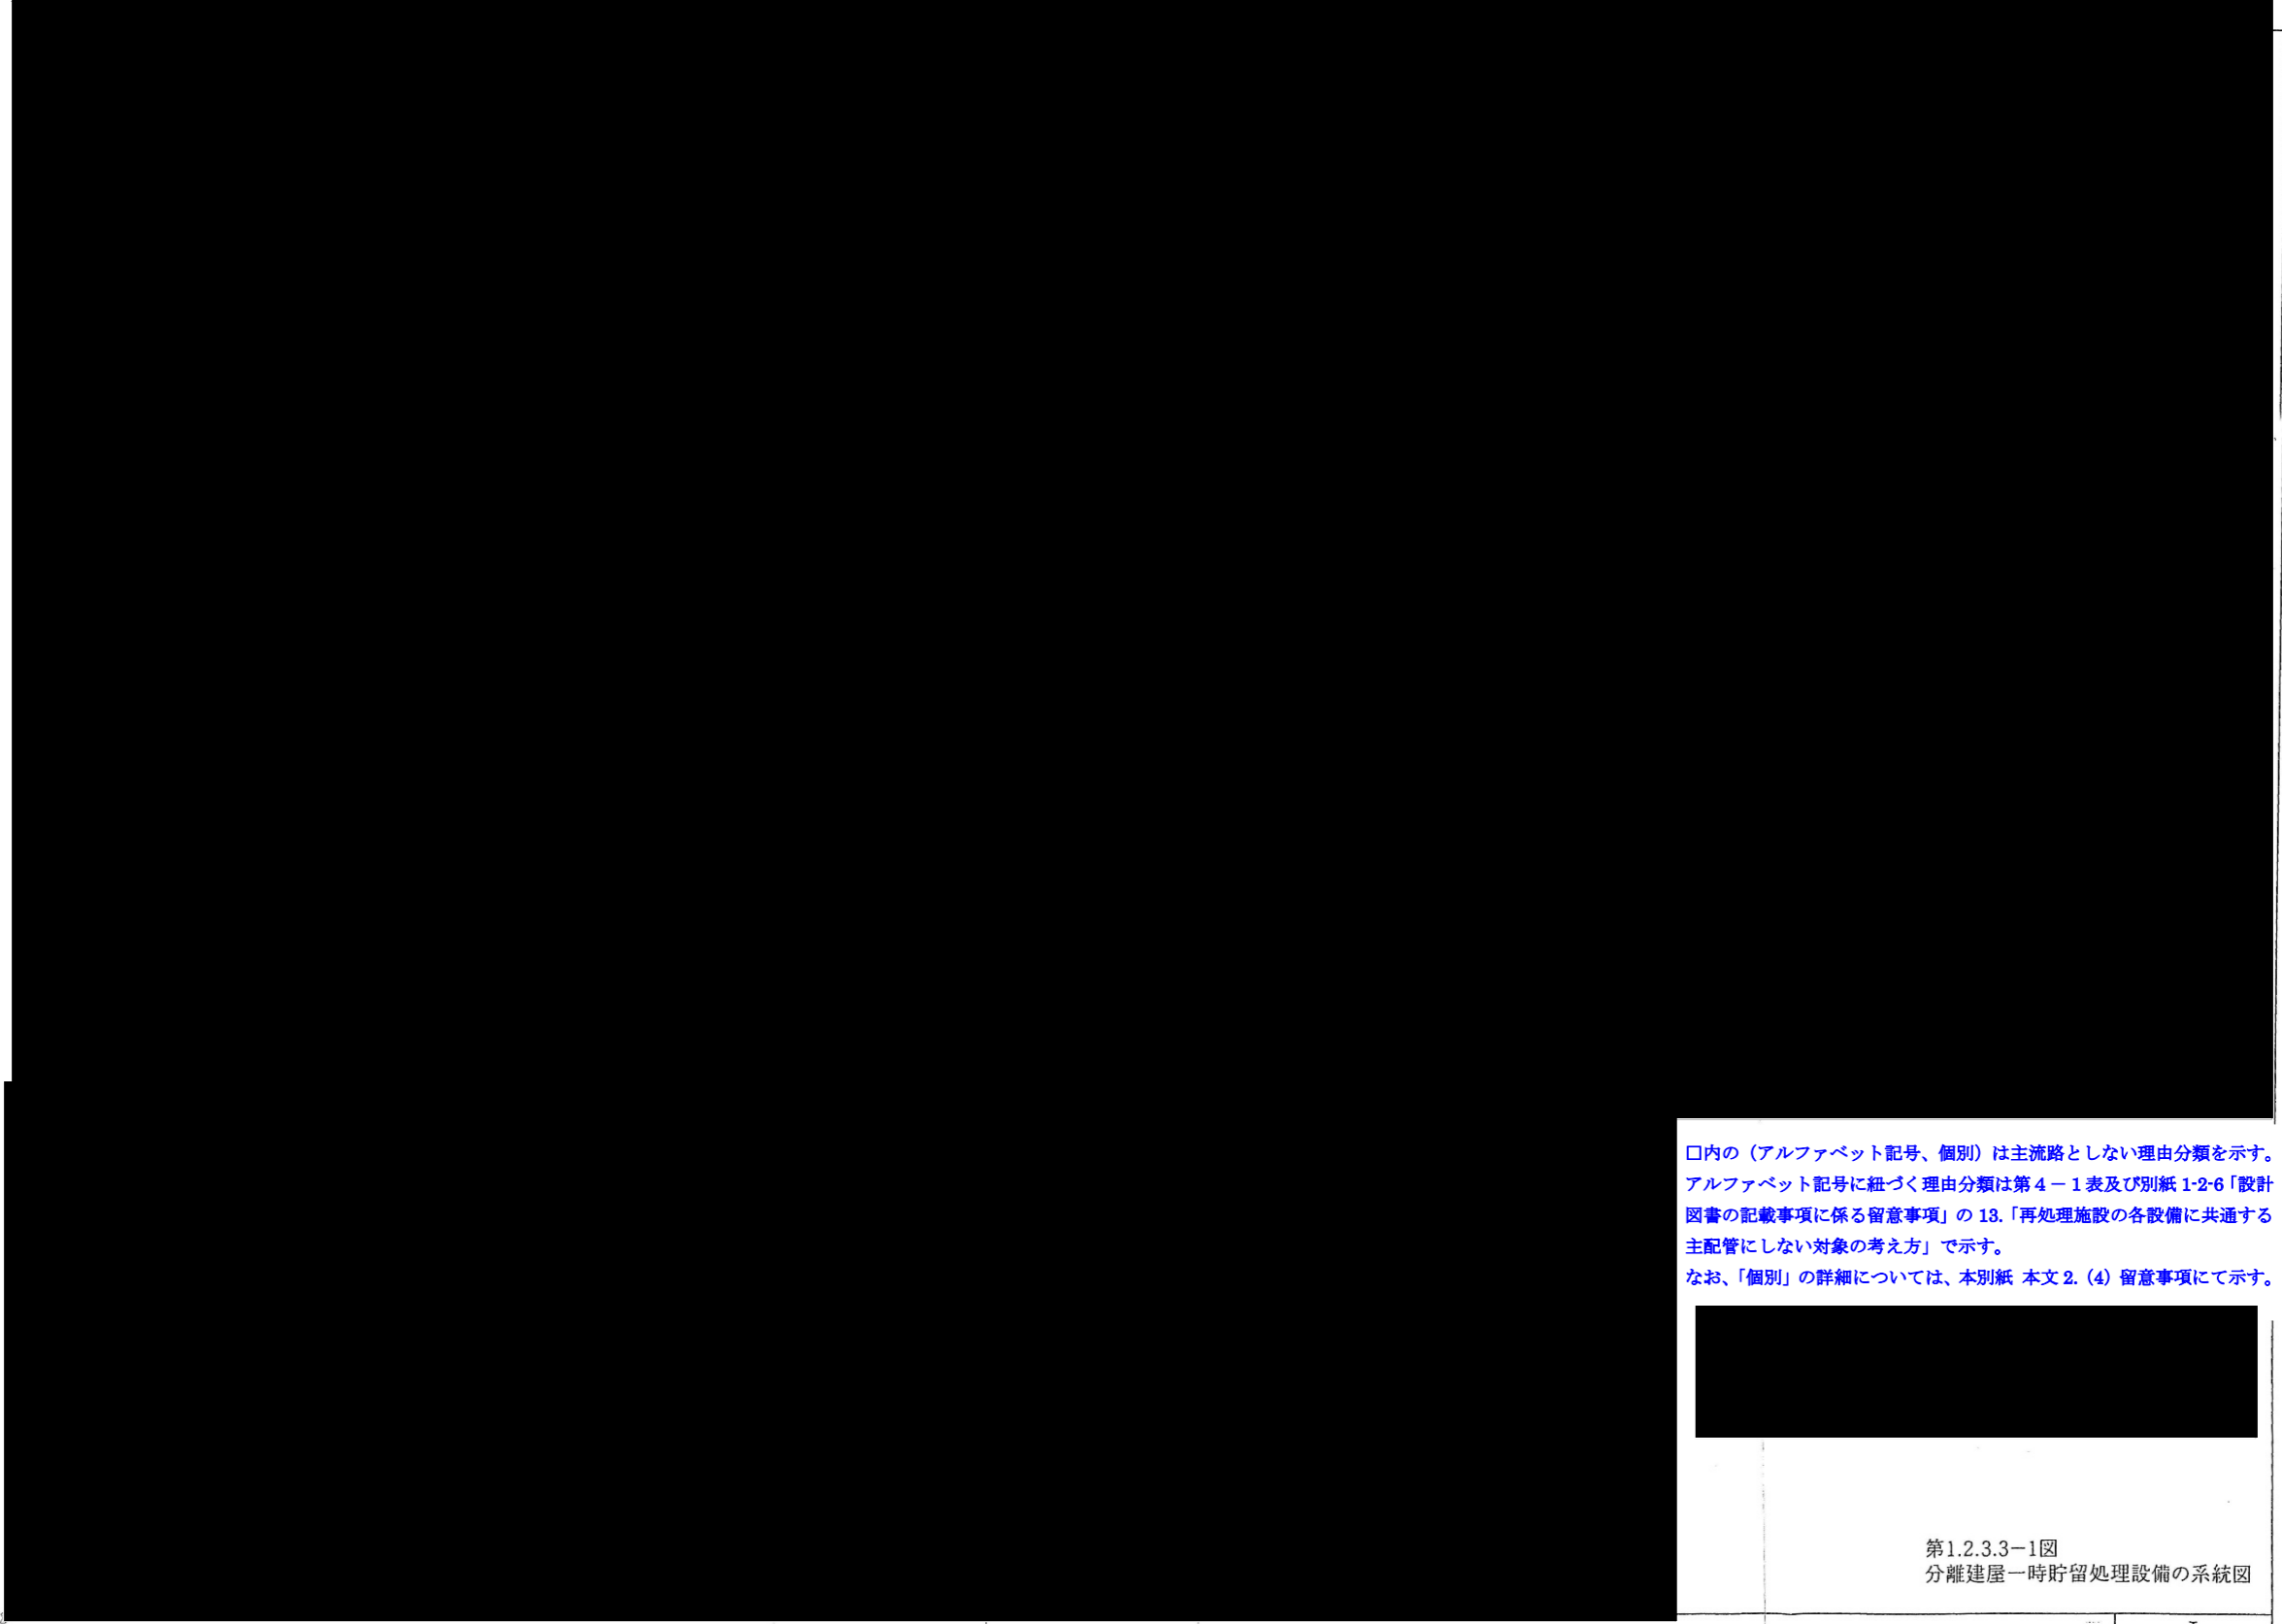 □内の（アルファベット記号、個別）は主流路としない理由分類を示す。
アルファベット記号に紐づく理由分類は第４－１表及び別紙 1-2-6「設計
図書の記載事項に係る留意事項」の 13.「再処理施設の各設備に共通する
主配管にしない対象の考え方」で示す。
なお、「個別」の詳細については、本別紙 本文 2.（4）留意事項にて示す。
第1.2.3.3－1図
分離建屋一時貯留処理設備の系統図